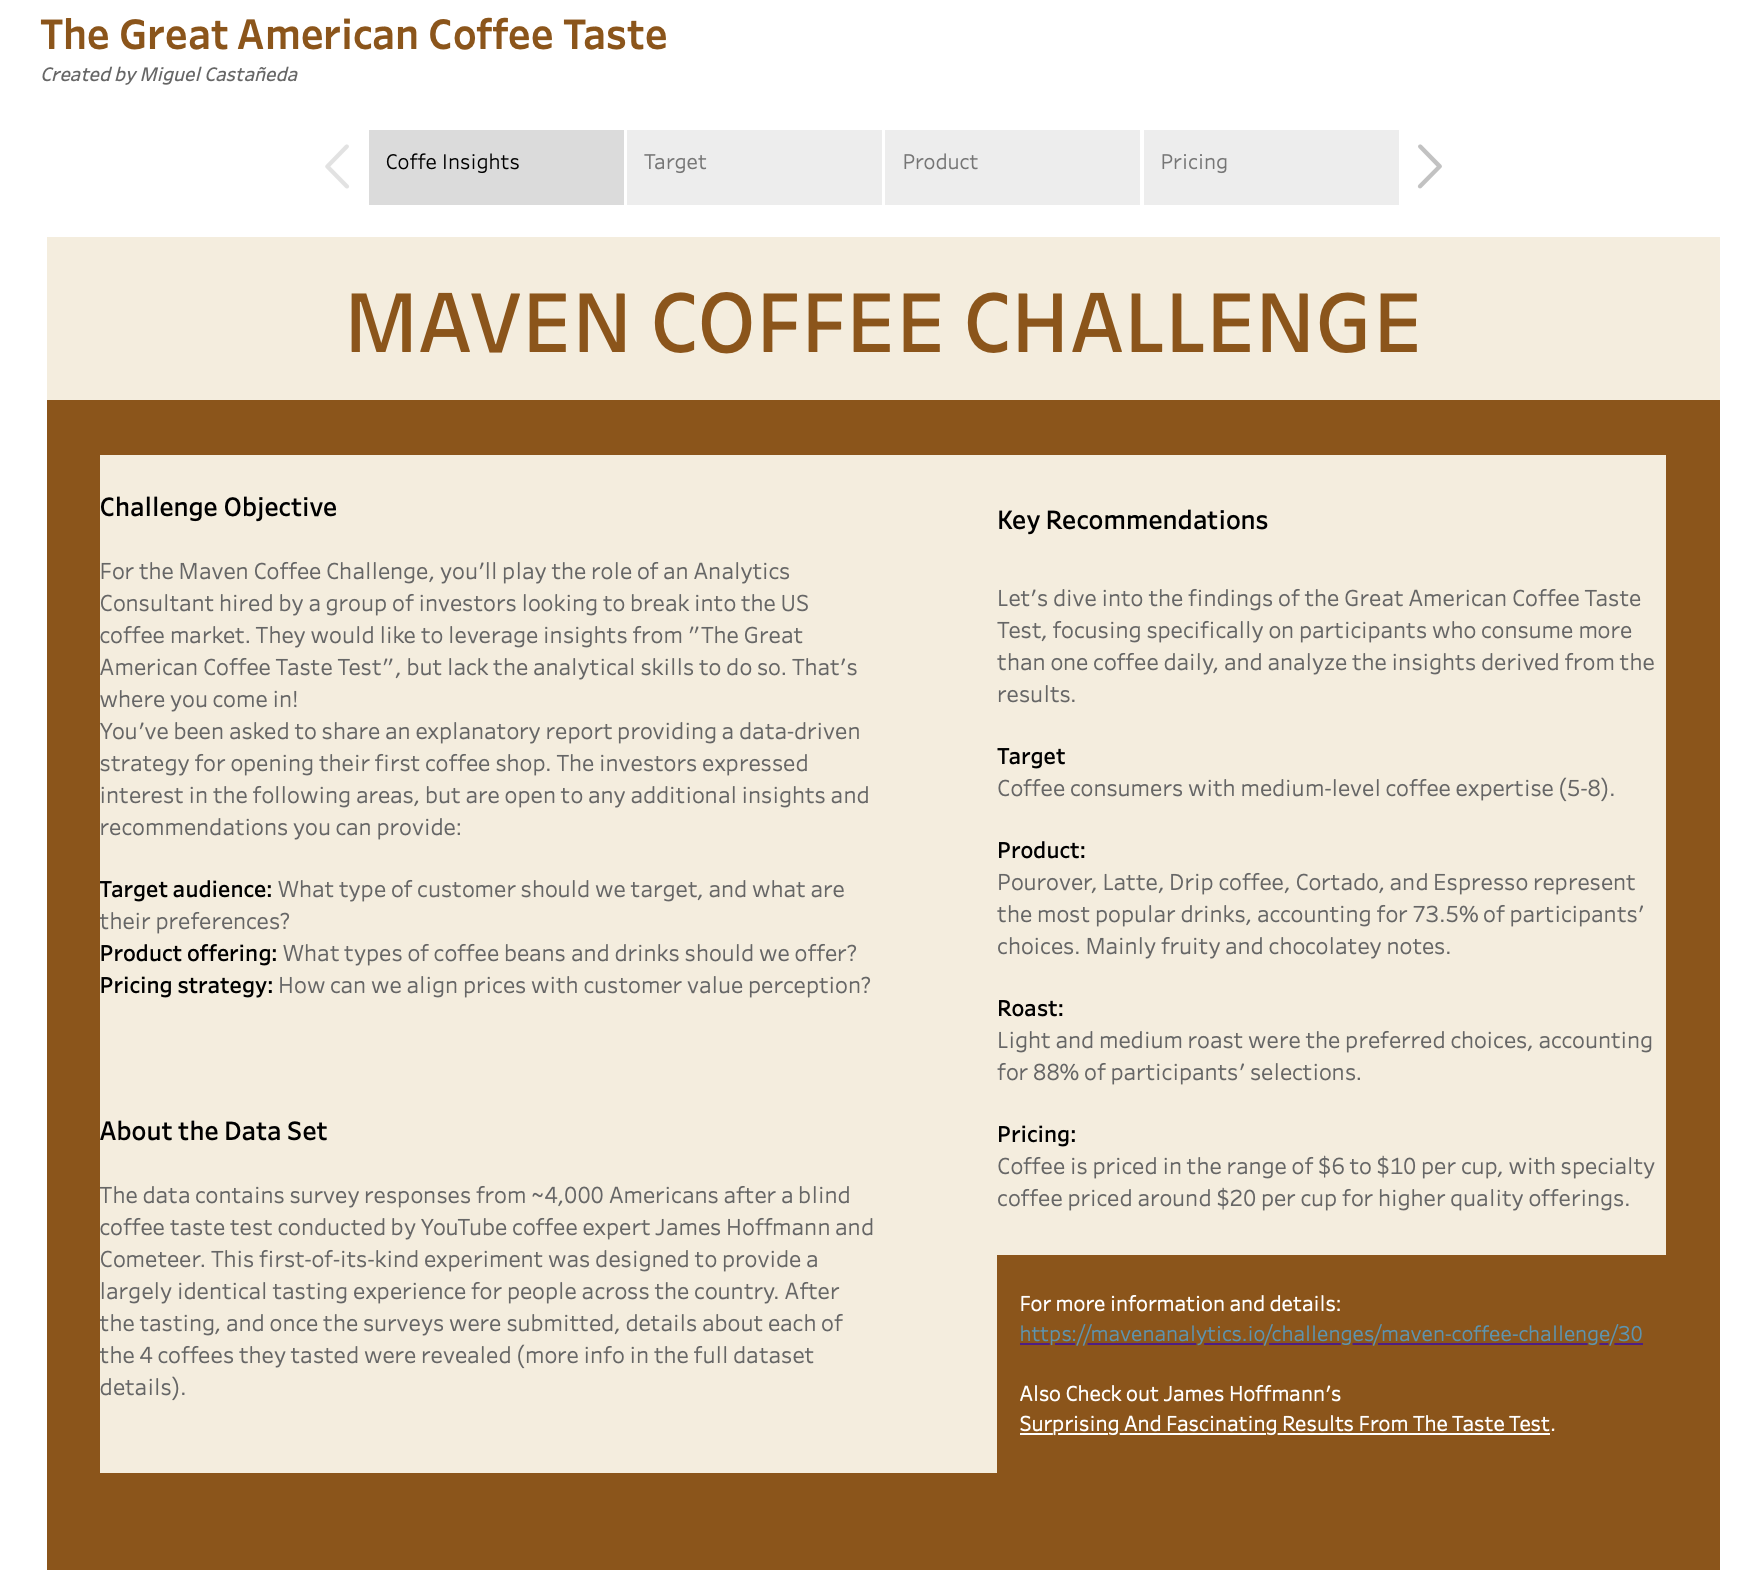 The Great American Coffee Taste
Created by Miguel Castañeda
Coffe Insights
Target
Product
Pricing
MAVEN COFFEE CHALLENGE
Challenge Objective
For the Maven Coffee Challenge, you’ll play the role of an Analytics
Consultant hired by a group of investors looking to break into the US
coffee market. They would like to leverage insights from ”The Great
American Coffee Taste Test”, but lack the analytical skills to do so. That’s
where you come in!
You’ve been asked to share an explanatory report providing a data-driven
strategy for opening their first coffee shop. The investors expressed
interest in the following areas, but are open to any additional insights and
recommendations you can provide:
Target audience: What type of customer should we target, and what are
their preferences?
Product offering: What types of coffee beans and drinks should we offer?
Pricing strategy: How can we align prices with customer value perception?
About the Data Set
The data contains survey responses from ~4,000 Americans after a blind
coffee taste test conducted by YouTube coffee expert James Hoffmann and
Cometeer. This first-of-its-kind experiment was designed to provide a
largely identical tasting experience for people across the country. After
the tasting, and once the surveys were submitted, details about each of
the 4 coffees they tasted were revealed (more info in the full dataset
details).
Key Recommendations
Let’s dive into the findings of the Great American Coffee Taste
Test, focusing specifically on participants who consume more
than one coffee daily, and analyze the insights derived from the
results.
Target
Coffee consumers with medium-level coffee expertise (5-8).
Product:
Pourover, Latte, Drip coffee, Cortado, and Espresso represent
the most popular drinks, accounting for 73.5% of participants’
choices. Mainly fruity and chocolatey notes.
Roast:
Light and medium roast were the preferred choices, accounting
for 88% of participants’ selections.
Pricing:
Coffee is priced in the range of $6 to $10 per cup, with specialty
coffee priced around $20 per cup for higher quality offerings.
For more information and details:
https://mavenanalytics.io/challenges/maven-coffee-challenge/30
Also Check out James Hoffmann’s
Surprising And Fascinating Results From The Taste Test.